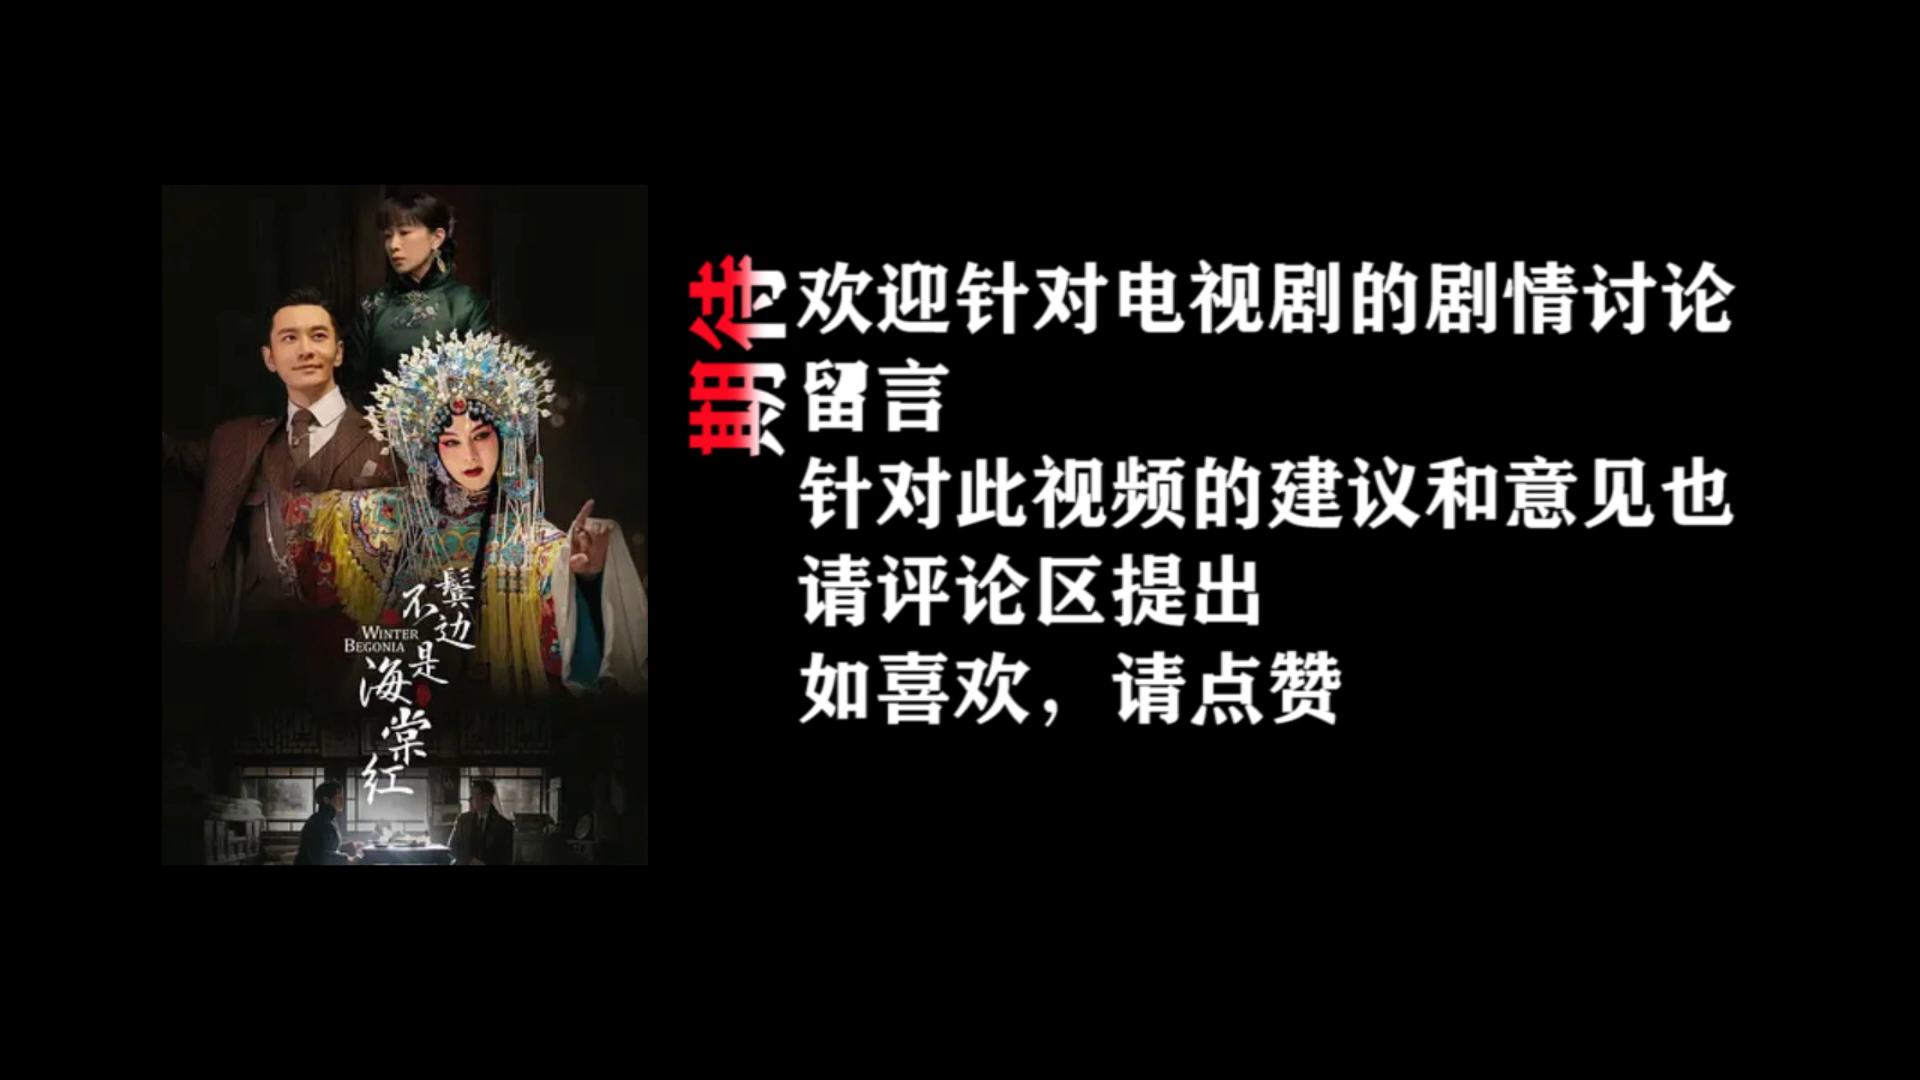 鬓边
不是
海棠红
WINTER
BEGONIA
期待
欢迎针对电视剧的剧情讨论
留言
针对此视频的建议和意见也
请评论区提出
如喜欢，请点赞